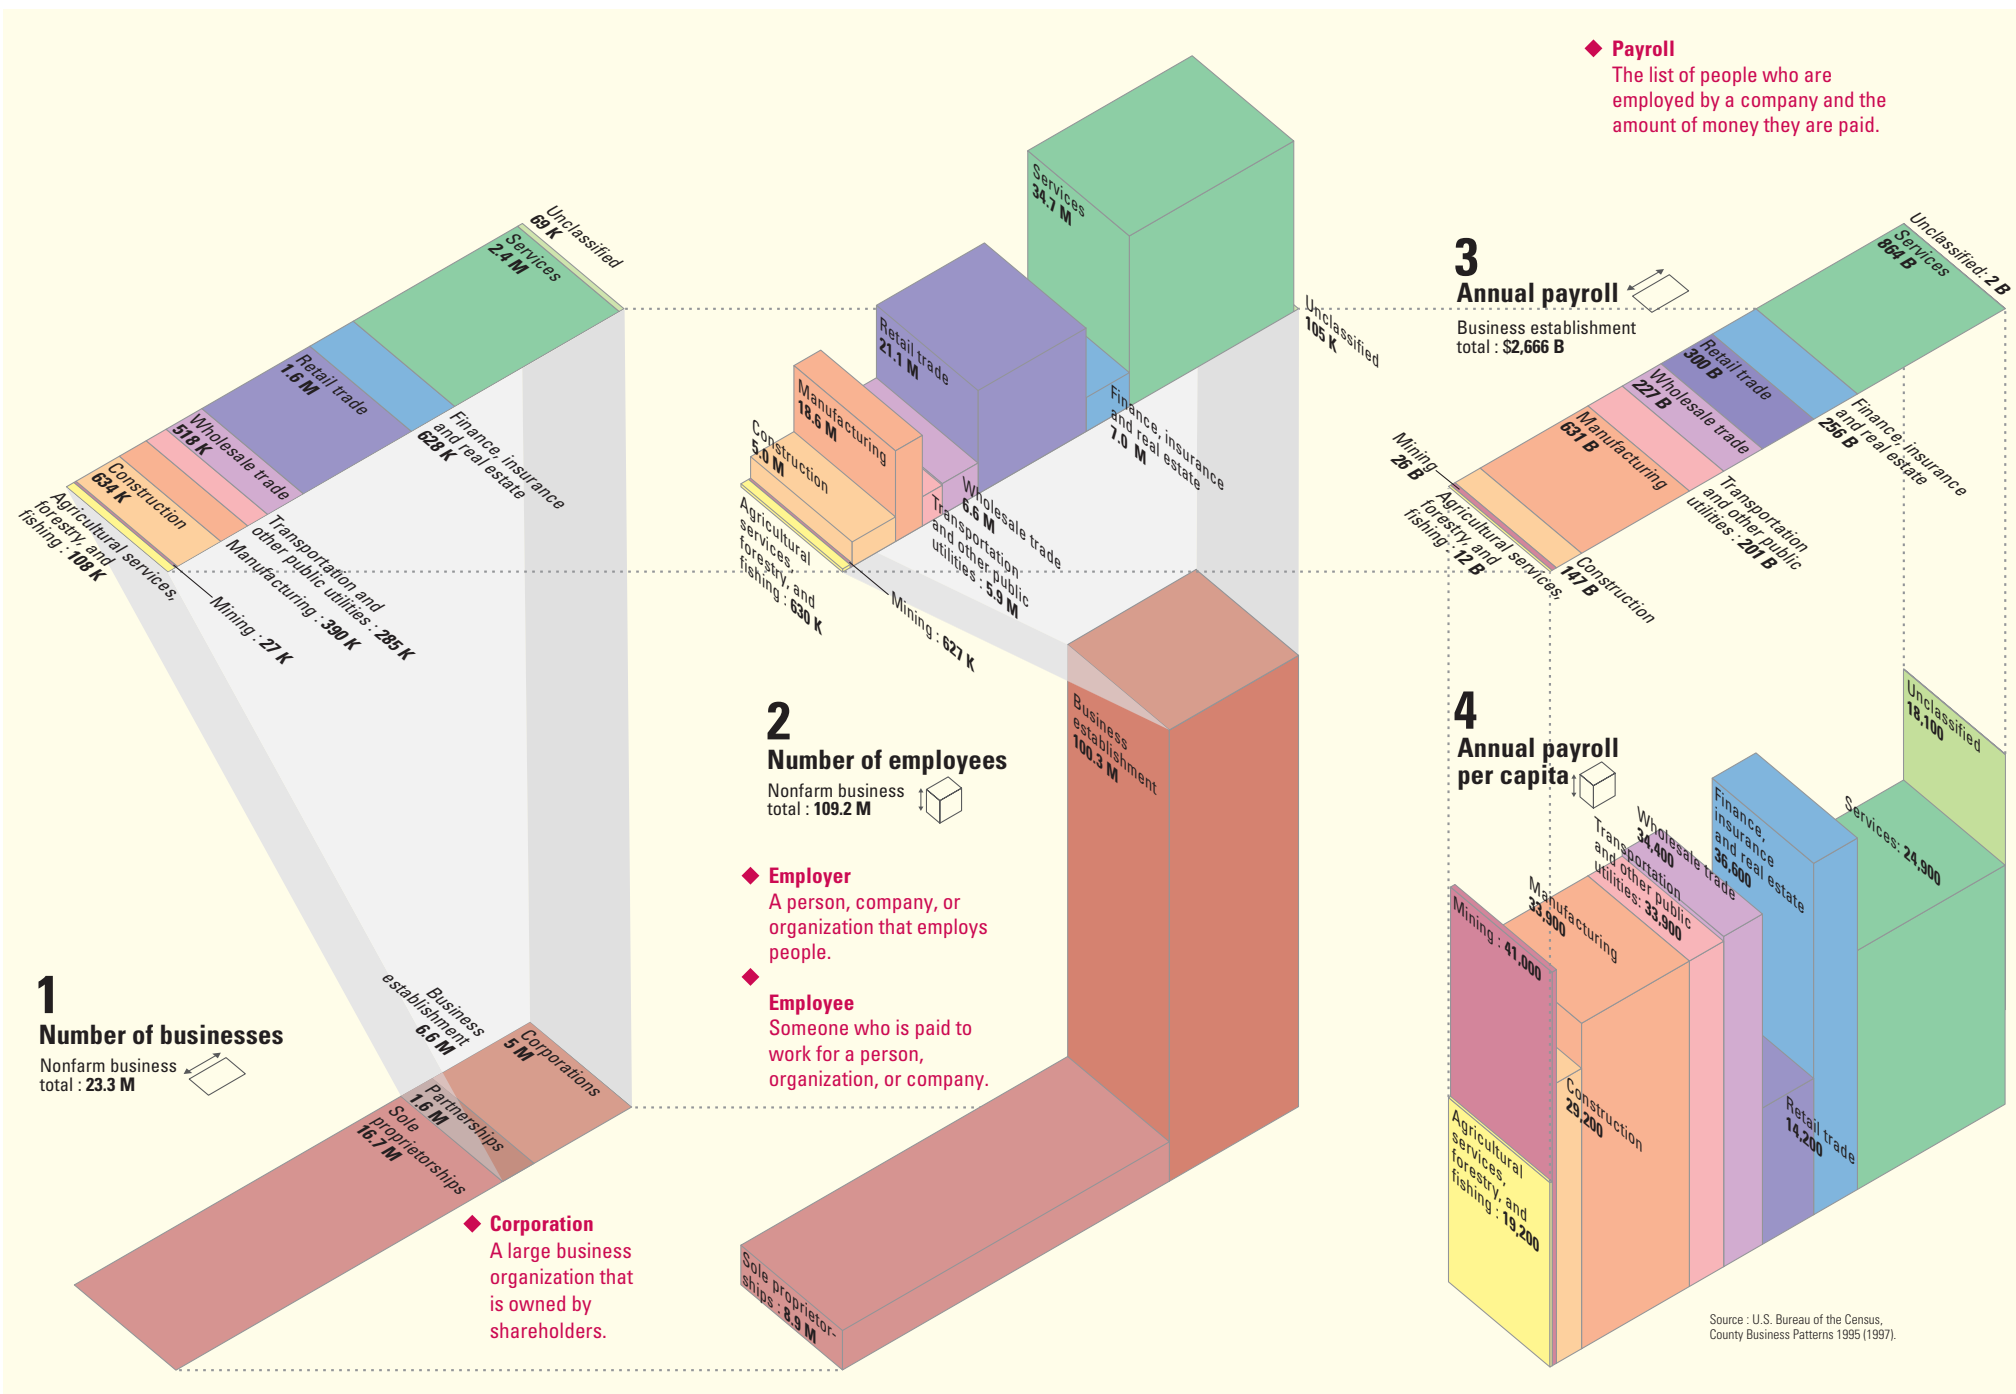 Payroll
The list of people who are
employed by a company and the
amount of money they are paid.
Unclassified
69 K
Services
2.4 M
Retail trade
1.6 M
Finance, insurance
and real estate
628 K
Wholesale trade
518 K
Construction
634 K
Transportation and
other public utilities : 285 K
Manufacturing : 390 K
Mining : 27 K
Agricultural services,
forestry, and
fishing : 108 K
1
Number of businesses
Nonfarm business
total : 23.3 M
Business
establishment
6.6 M
Corporations
5 M
Partnerships
1.6 M
Sole
proprietorships
16.7 M
Corporation
A large business
organization that
is owned by
shareholders.
Services
34.7 M
Unclassified
105 K
Retail trade
21.1 M
Finance, insurance
and real estate
7.0 M
Manufacturing
18.6 M
Construction
5.0 M
Wholesale trade
6.6 M
Transportation
and other public
utilities : 5.9 M
Agricultural
services,
forestry, and
fishing : 630 K
Mining : 627 K
2
Number of employees
Nonfarm business
total : 109.2 M
Business
establishment
100.3 M
Sole proprietor-
ships : 8.9 M
Employer
A person, company, or
organization that employs
people.
Employee
Someone who is paid to
work for a person,
organization, or company.
3
Annual payroll
Business establishment
total : $2,666 B
Unclassified: 2 B
Services
864 B
Retail trade
300 B
Finance, insurance
and real estate
256 B
Wholesale trade
227 B
Manufacturing
631 B
Transportation
and other public
utilities : 201 B
Mining
26 B
Construction
147 B
Agricultural services,
forestry, and
fishing : 12 B
4
Annual payroll
per capita
Unclassified
18,100
Services: 24,900
Finance,
insurance
and real estate
36,600
Wholesale trade
34,400
Transportation
and other public
utilities: 33,900
Manufacturing
33,900
Mining : 41,000
Construction
29,200
Retail trade
14,200
Agricultural
services,
forestry, and
fishing : 19,200
Source : U.S. Bureau of the Census,
County Business Patterns 1995 (1997).